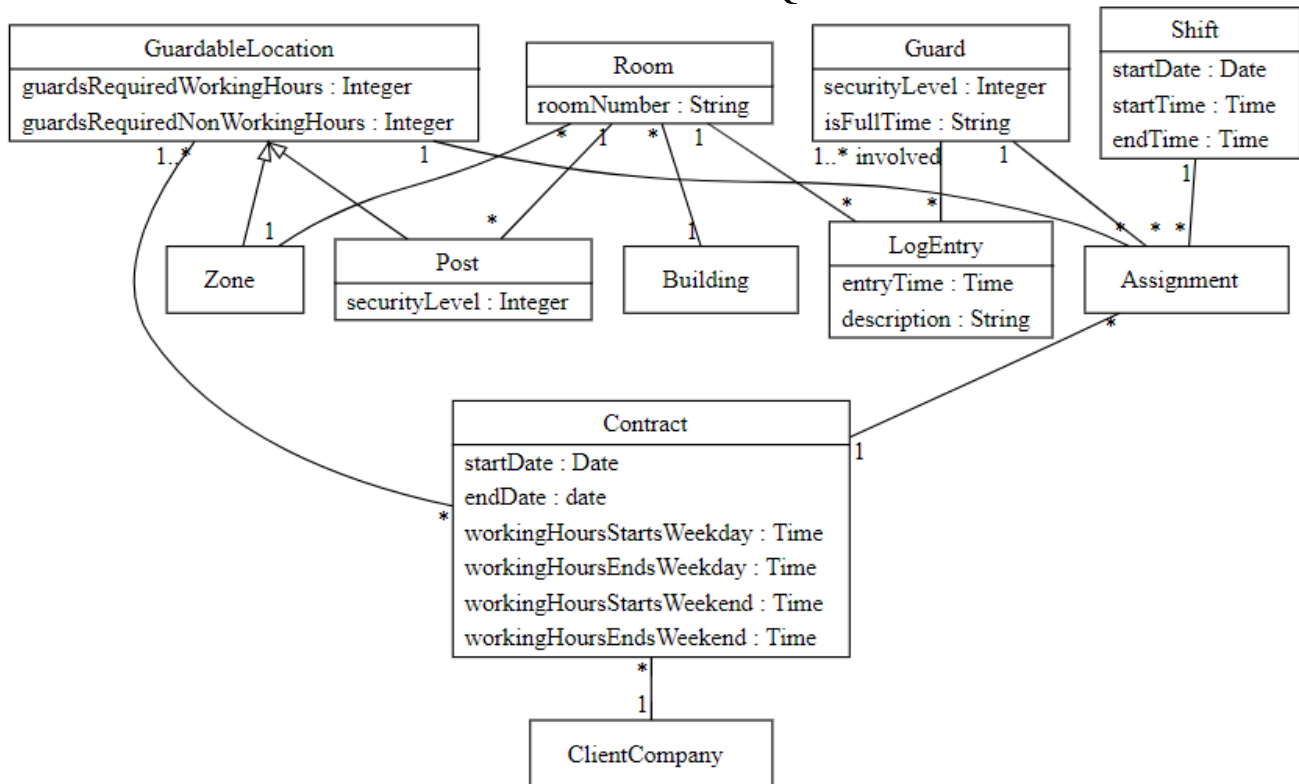 GuardableLocation
guardsRequiredWorkingHours : Integer
guardsRequiredNonWorkingHours : Integer
Room
roomNumber : String
Guard
securityLevel : Integer
isFullTime : String
Shift
startDate : Date
startTime : Time
endTime : Time
1..*
1
*
1
*
1
1..* involved
1
1
1
*
1
*
*
*
*
*
Zone
Post
securityLevel : Integer
Building
LogEntry
entryTime : Time
description : String
Assignment
*
Contract
startDate : Date
endDate : date
workingHoursStartsWeekday : Time
workingHoursEndsWeekday : Time
workingHoursStartsWeekend : Time
workingHoursEndsWeekend : Time
1
*
*
1
ClientCompany